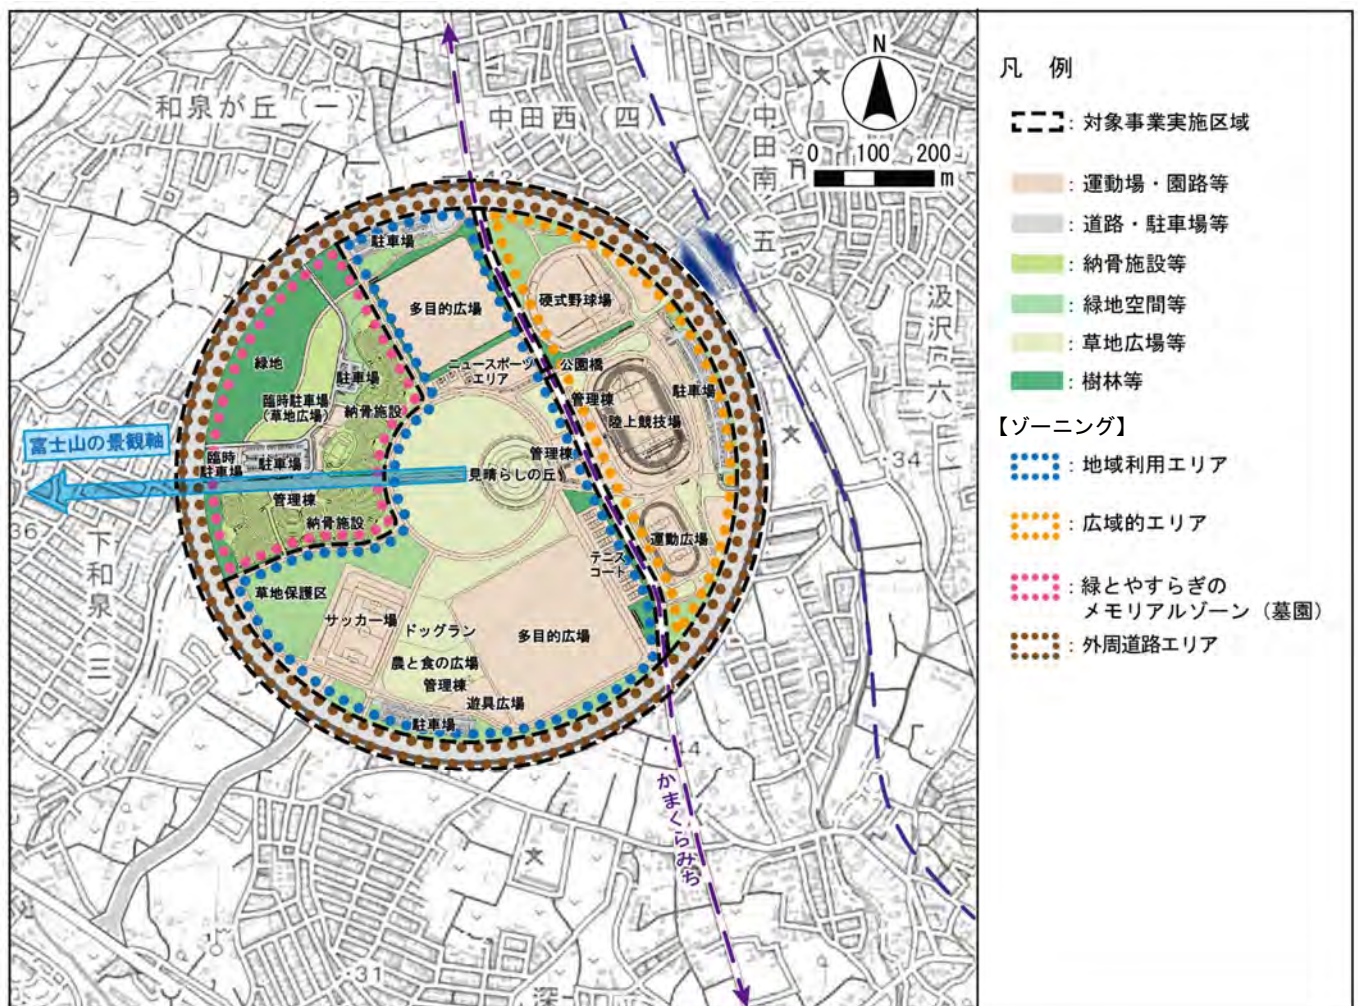 和泉が丘(一)
中田西(四)
中田南(五)
汲沢町(六)
下和泉(三)
深
42
34
36
14
31
N
0 100 200
m
富士山の景観軸
かまくらみち
駐車場
多目的広場
ニュースポーツ
エリア
硬式野球場
公園橋
管理棟
陸上競技場
駐車場
緑地
駐車場
臨時駐車場
(草地広場)
納骨施設
臨時
駐車場
駐車場
管理棟
納骨施設
見晴らしの丘
管理棟
運動広場
テニス
コート
草地保護区
サッカー場
ドッグラン
多目的広場
農と食の広場
管理棟
遊具広場
駐車場
凡 例
:対象事業実施区域
:運動場・園路等
:道路・駐車場等
:納骨施設等
:緑地空間等
:草地広場等
:樹林等
【ゾーニング】
:地域利用エリア
:広域的エリア
:緑とやすらぎの
メモリアルゾーン(墓園)
:外周道路エリア